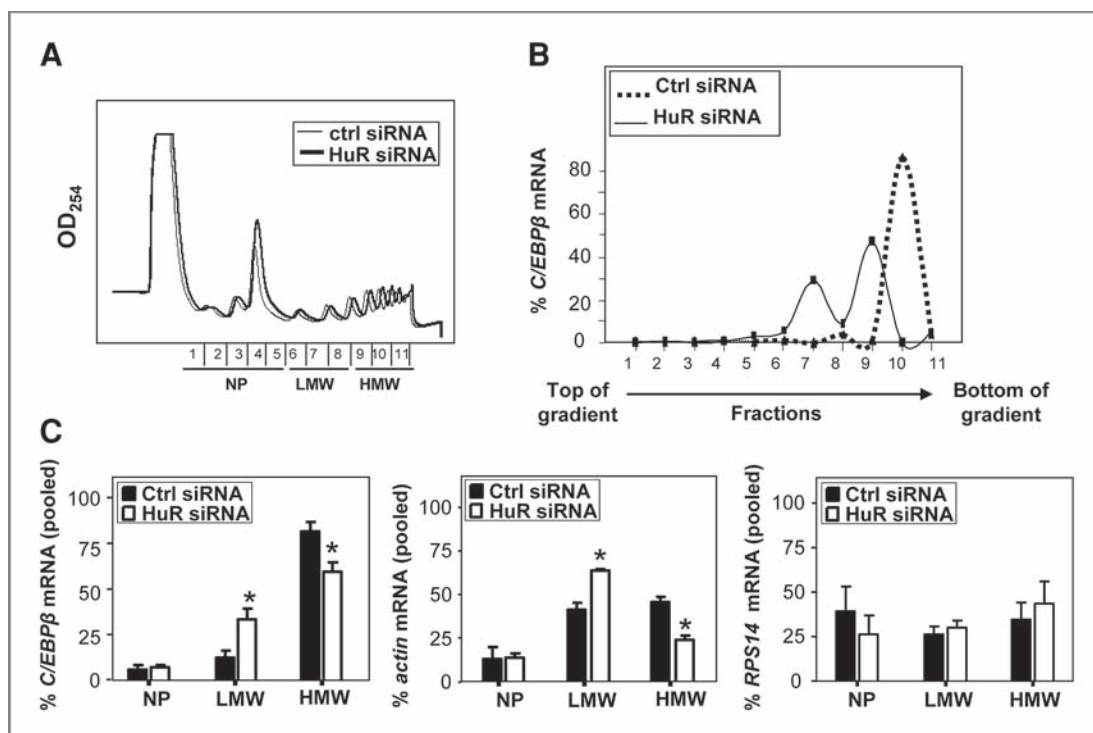 A
ctrl siRNA
HuR siRNA
OD254
1 2 3 4 5 6 7 8 9 10 11
NP LMW HMW
B
Ctrl siRNA
HuR siRNA
% C/EBPβ mRNA
80
60
40
20
0
1 2 3 4 5 6 7 8 9 10 11
Top of gradient
Fractions
Bottom of gradient
C
% C/EBPβ mRNA (pooled)
Ctrl siRNA
HuR siRNA
100
75
50
25
0
* *
NP LMW HMW
% actin mRNA (pooled)
Ctrl siRNA
HuR siRNA
100
75
50
25
0
* *
NP LMW HMW
% RPS14 mRNA (pooled)
Ctrl siRNA
HuR siRNA
100
75
50
25
0
NP LMW HMW